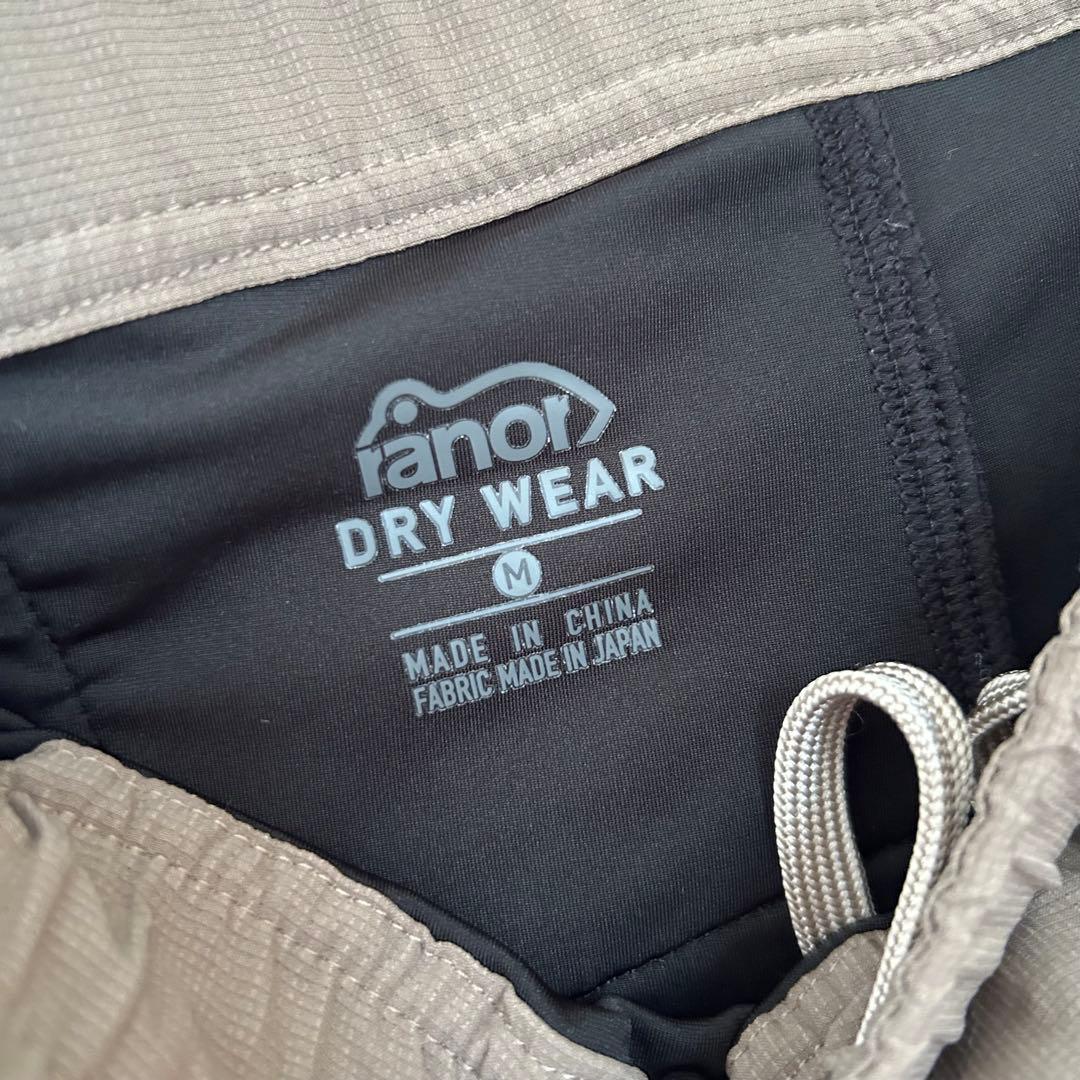 ranor
DRY WEAR
M
MADE IN CHINA
FABRIC MADE IN JAPAN